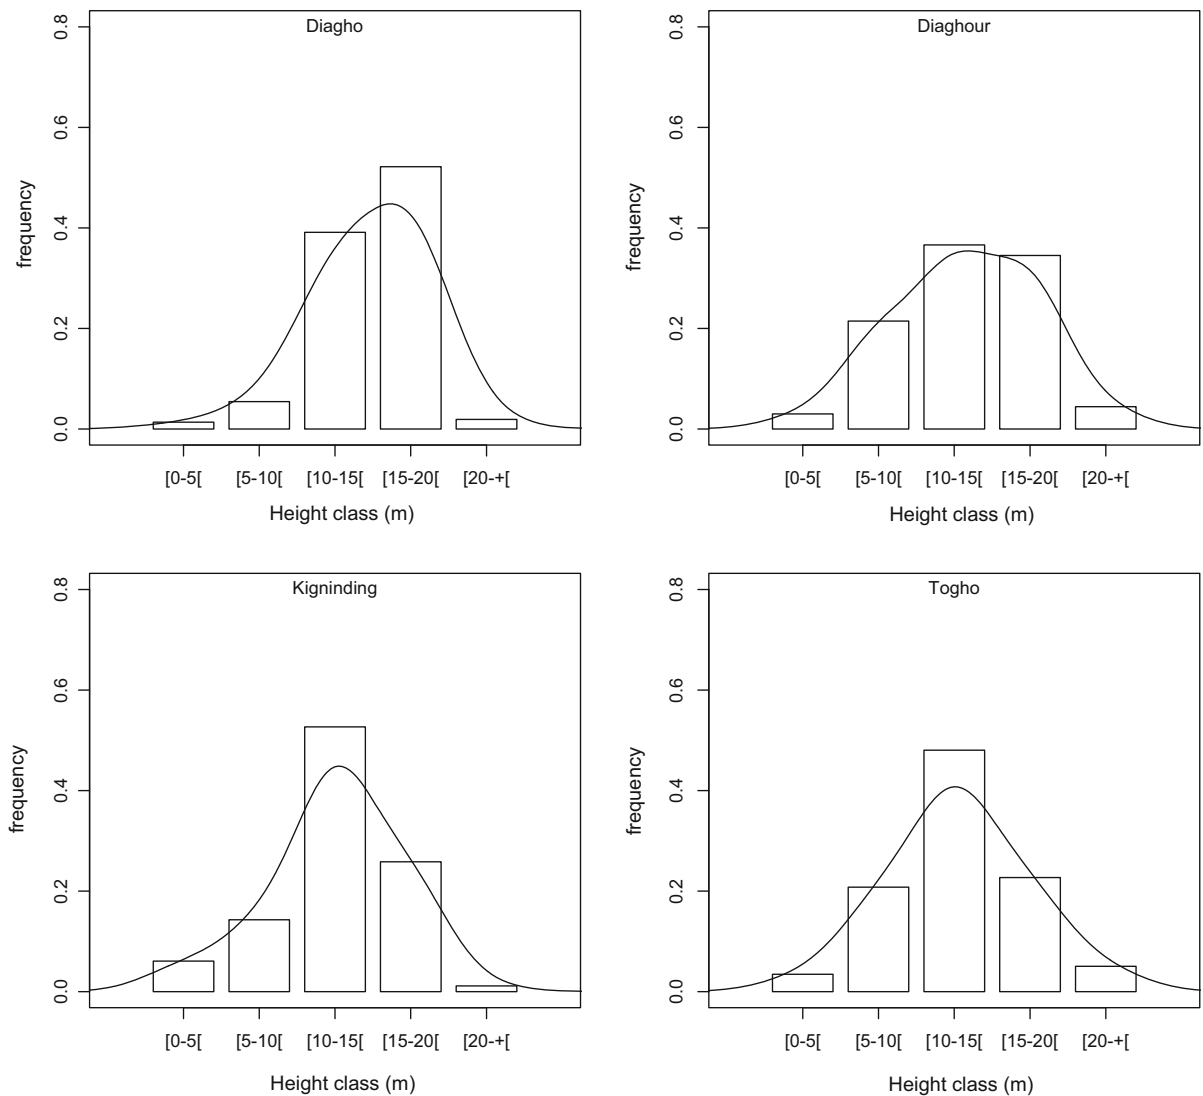 Diagho
0.8
0.6
0.4
0.2
0.0
frequency
[0-5[ [5-10[ [10-15[ [15-20[ [20-+[
Height class (m)
Diaghour
0.8
0.6
0.4
0.2
0.0
frequency
[0-5[ [5-10[ [10-15[ [15-20[ [20-+[
Height class (m)
Kigninding
0.8
0.6
0.4
0.2
0.0
frequency
[0-5[ [5-10[ [10-15[ [15-20[ [20-+[
Height class (m)
Togho
0.8
0.6
0.4
0.2
0.0
frequency
[0-5[ [5-10[ [10-15[ [15-20[ [20-+[
Height class (m)